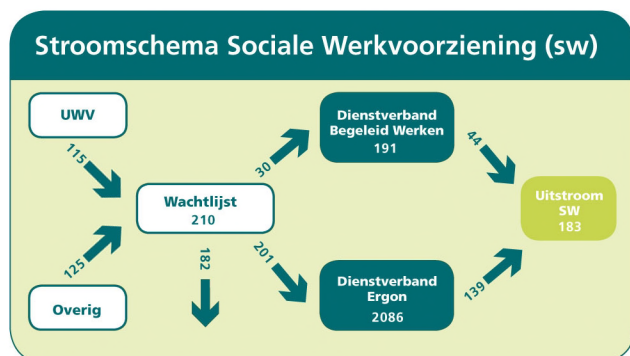 Stroomschema Sociale Werkvoorziening (sw)
UWV
115
Overig
125
Wachtlijst
210
182
30
201
Dienstverband
Begeleid Werken
191
Dienstverband
Ergon
2086
44
139
Uitstroom
SW
183